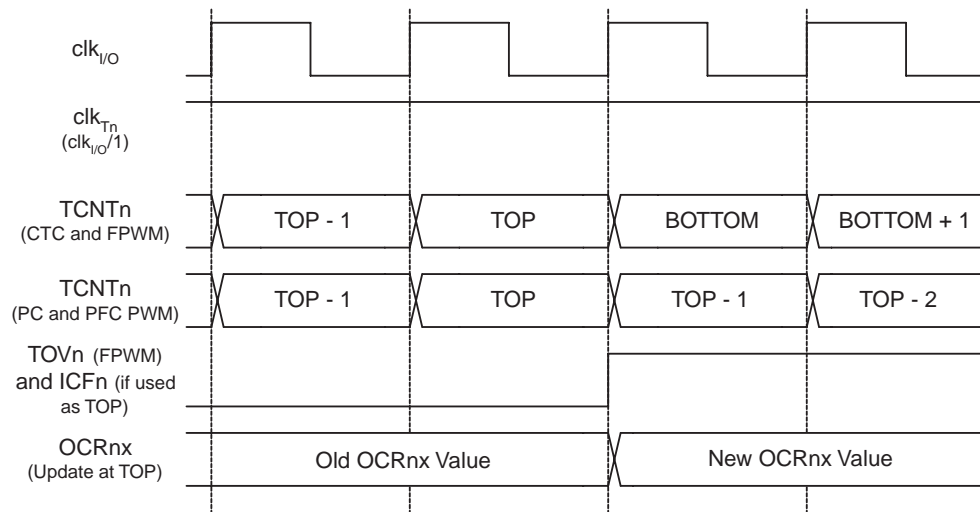 clkI/O
clkTn
(clkI/O/1)
TCNTn
(CTC and FPWM)
TOP - 1
TOP
BOTTOM
BOTTOM + 1
TCNTn
(PC and PFC PWM)
TOP - 1
TOP
TOP - 1
TOP - 2
TOVn (FPWM)
and ICFn (if used
as TOP)
OCRnx
(Update at TOP)
Old OCRnx Value
New OCRnx Value